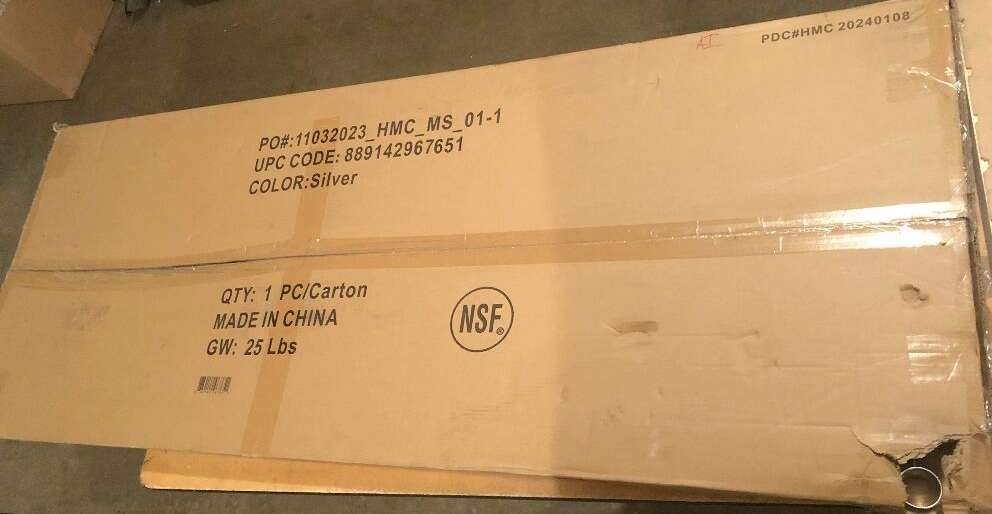 PDC#HMC 20240108
PO#:11032023_HMC_MS_01-1
UPC CODE: 889142967651
COLOR:Silver
QTY: 1 PC/Carton
MADE IN CHINA
GW: 25 Lbs
NSF®